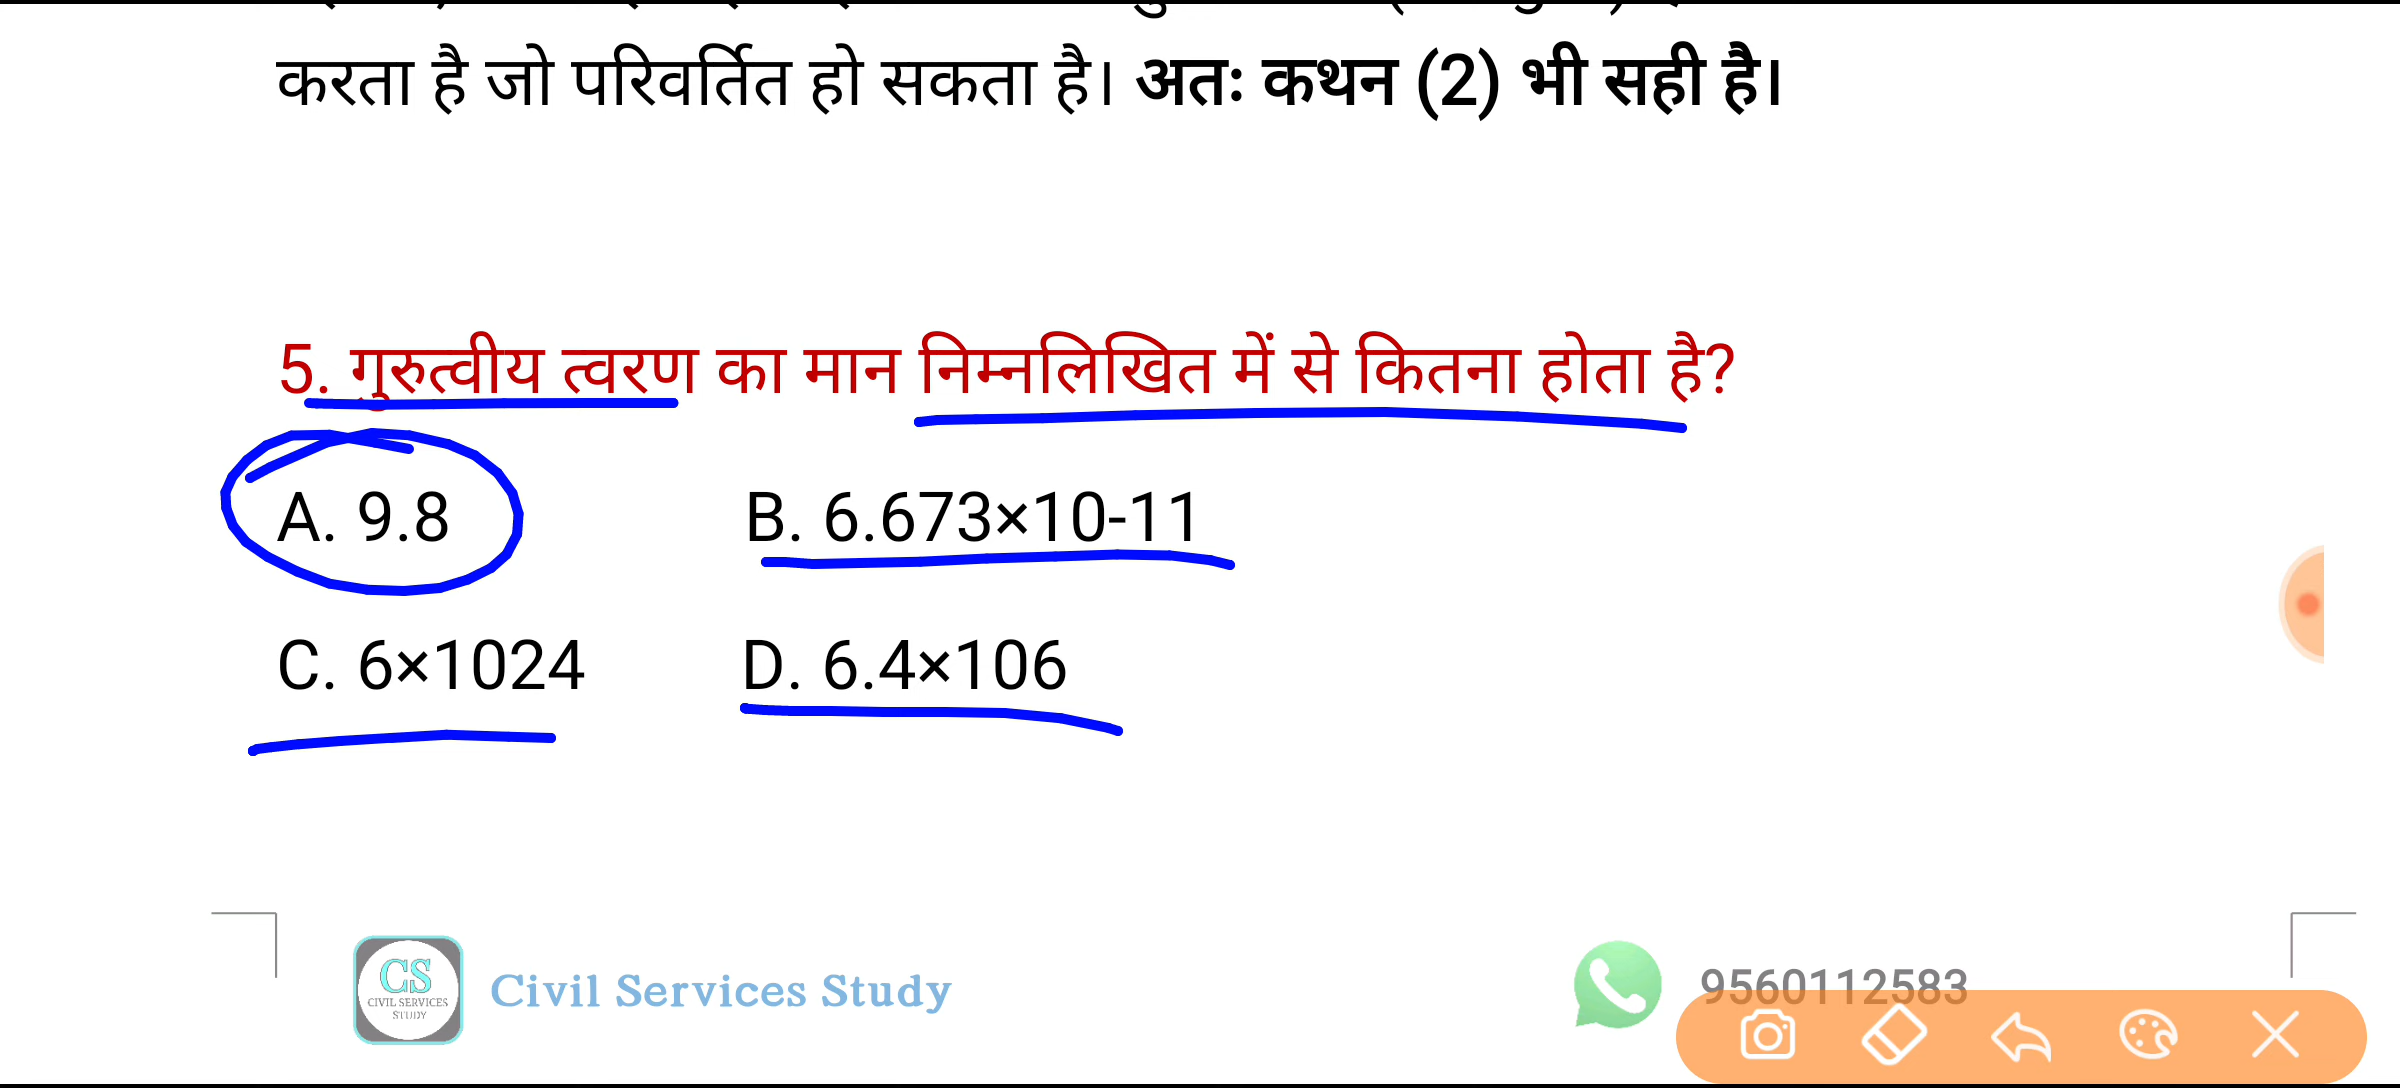 करता है जो परिवर्तित हो सकता है। अतः कथन (2) भी सही है।
5. गुरुत्वीय त्वरण का मान निम्नलिखित में से कितना होता है?
A. 9.8 B. 6.673×10-11
C. 6×1024 D. 6.4×106
CS
CIVIL SERVICES
STUDY
Civil Services Study
9560112583